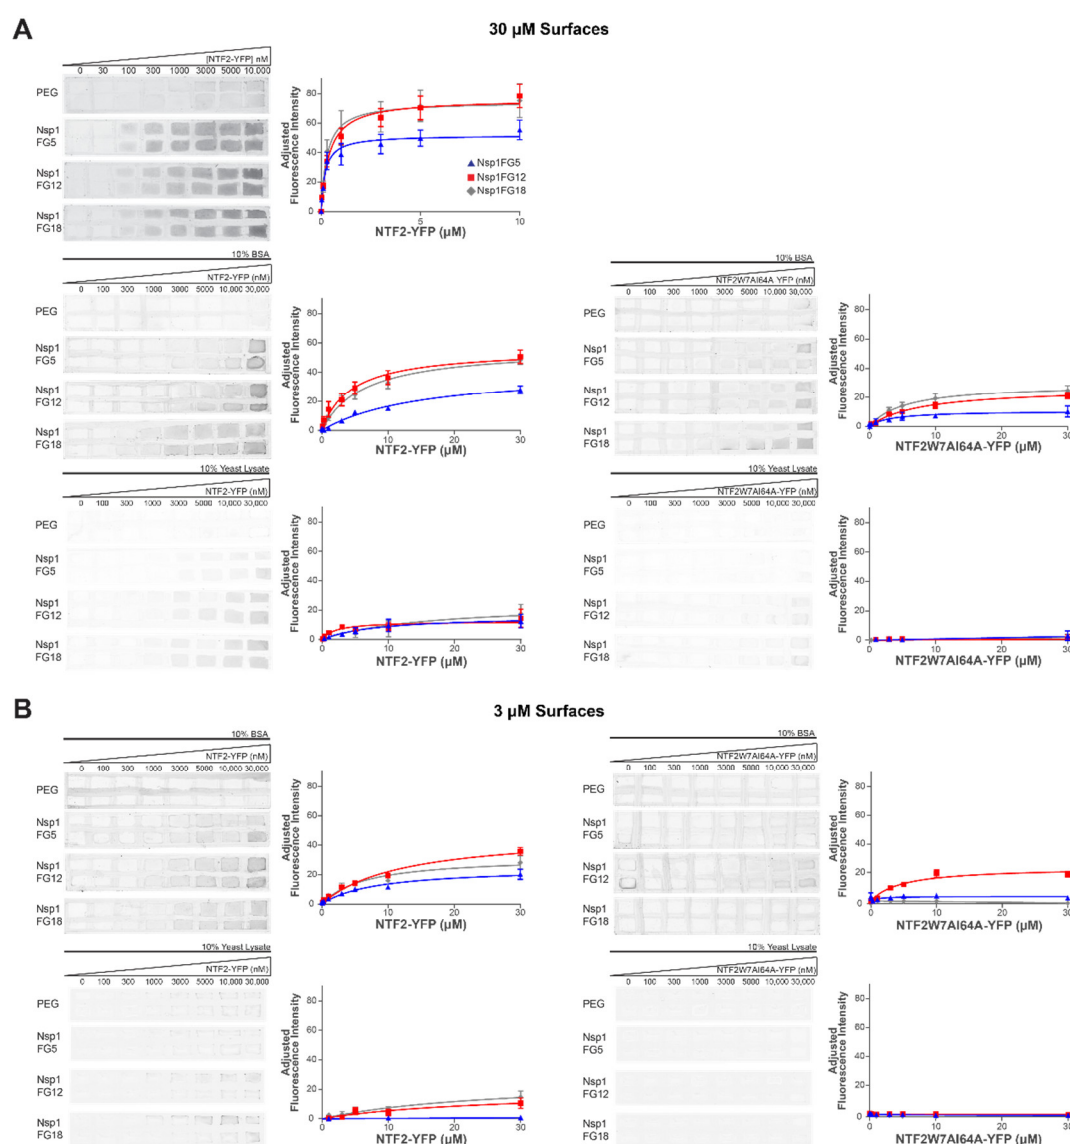 A
30 µM Surfaces
[NTF2-YFP] nM
0 30 100 300 1000 3000 5000 10,000
PEG
Nsp1
FG5
Nsp1
FG12
Nsp1
FG18
Adjusted
Fluorescence Intensity
80
60
40
20
0
0 5 10
NTF2-YFP (µM)
Nsp1FG5
Nsp1FG12
Nsp1FG18
10% BSA
NTF2-YFP (nM)
0 100 300 1000 3000 5000 10,000 30,000
PEG
Nsp1
FG5
Nsp1
FG12
Nsp1
FG18
Adjusted
Fluorescence Intensity
80
60
40
20
0
0 10 20 30
NTF2-YFP (µM)
10% BSA
NTF2W7AI64A-YFP (nM)
0 100 300 1000 3000 5000 10,000 30,000
PEG
Nsp1
FG5
Nsp1
FG12
Nsp1
FG18
Adjusted
Fluorescence Intensity
80
60
40
20
0
0 10 20 30
NTF2W7AI64A-YFP (µM)
10% Yeast Lysate
NTF2-YFP (nM)
0 100 300 1000 3000 5000 10,000 30,000
PEG
Nsp1
FG5
Nsp1
FG12
Nsp1
FG18
Adjusted
Fluorescence Intensity
80
60
40
20
0
0 10 20 30
NTF2-YFP (µM)
10% Yeast Lysate
NTF2W7AI64A-YFP (nM)
0 100 300 1000 3000 5000 10,000 30,000
PEG
Nsp1
FG5
Nsp1
FG12
Nsp1
FG18
Adjusted
Fluorescence Intensity
80
60
40
20
0
0 10 20 30
NTF2W7AI64A-YFP (µM)
B
3 µM Surfaces
10% BSA
NTF2-YFP (nM)
0 100 300 1000 3000 5000 10,000 30,000
PEG
Nsp1
FG5
Nsp1
FG12
Nsp1
FG18
Adjusted
Fluorescence Intensity
80
60
40
20
0
0 10 20 30
NTF2-YFP (µM)
10% BSA
NTF2W7AI64A-YFP (nM)
0 100 300 1000 3000 5000 10,000 30,000
PEG
Nsp1
FG5
Nsp1
FG12
Nsp1
FG18
Adjusted
Fluorescence Intensity
80
60
40
20
0
0 10 20 30
NTF2W7AI64A-YFP (µM)
10% Yeast Lysate
NTF2-YFP (nM)
0 100 300 1000 3000 5000 10,000 30,000
PEG
Nsp1
FG5
Nsp1
FG12
Nsp1
FG18
Adjusted
Fluorescence Intensity
80
60
40
20
0
0 10 20 30
NTF2-YFP (µM)
10% Yeast Lysate
NTF2W7AI64A-YFP (nM)
0 100 300 1000 3000 5000 10,000 30,000
PEG
Nsp1
FG5
Nsp1
FG12
Nsp1
FG18
Adjusted
Fluorescence Intensity
80
60
40
20
0
0 10 20 30
NTF2W7AI64A-YFP (µM)